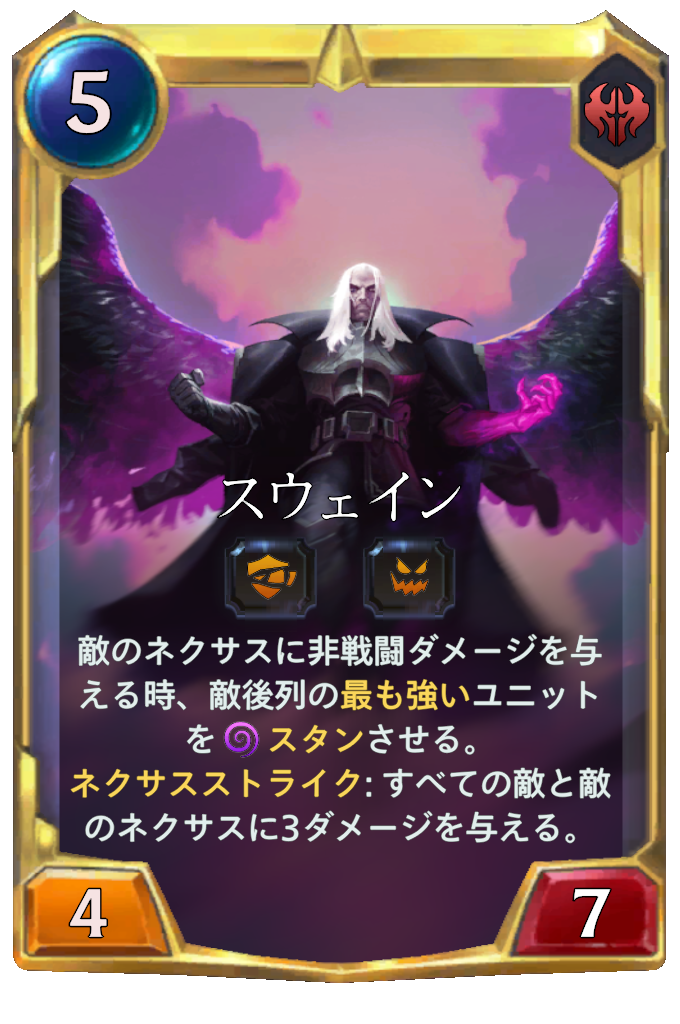 5
スウェイン
敵のネクサスに非戦闘ダメージを与
える時、敵後列の最も強いユニット
を スタンさせる。
ネクサスストライク: すべての敵と敵
のネクサスに3ダメージを与える。
4
7